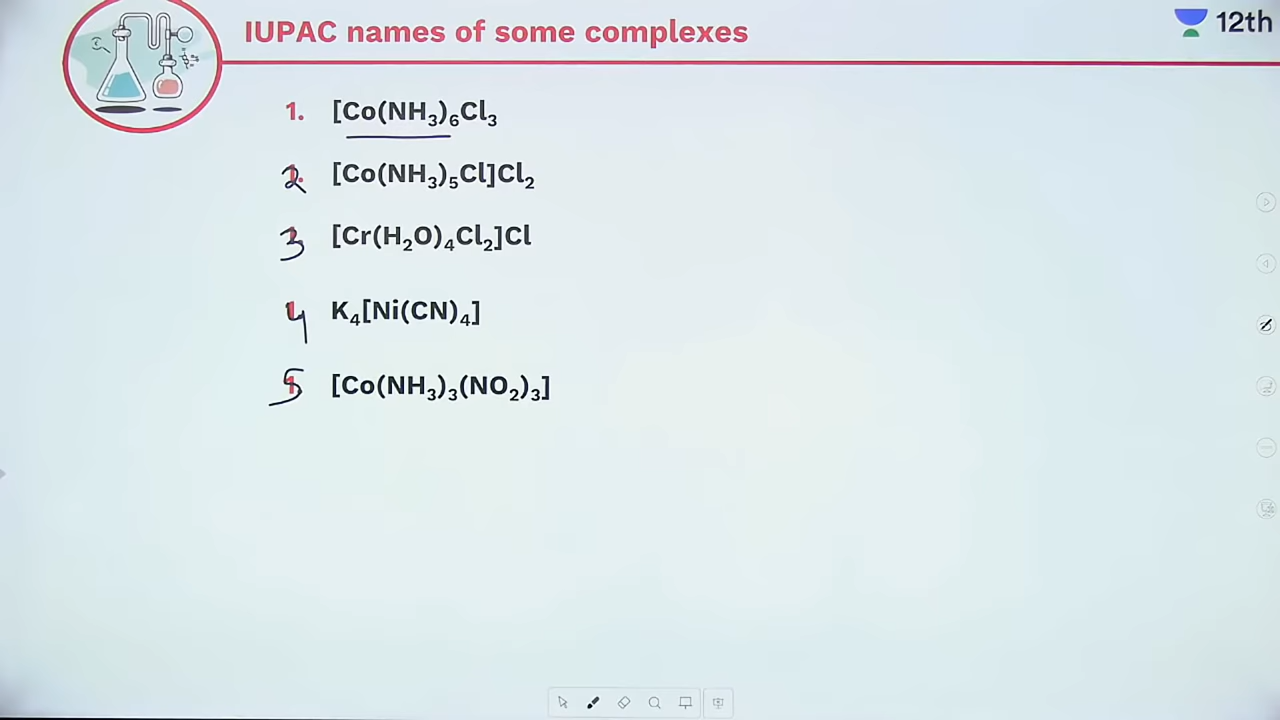 IUPAC names of some complexes
12th
1. [Co(NH₃)₆Cl₃
2 [Co(NH₃)₅Cl]Cl₂
3 [Cr(H₂O)₄Cl₂]Cl
4 K₄[Ni(CN)₄]
5 [Co(NH₃)₃(NO₂)₃]